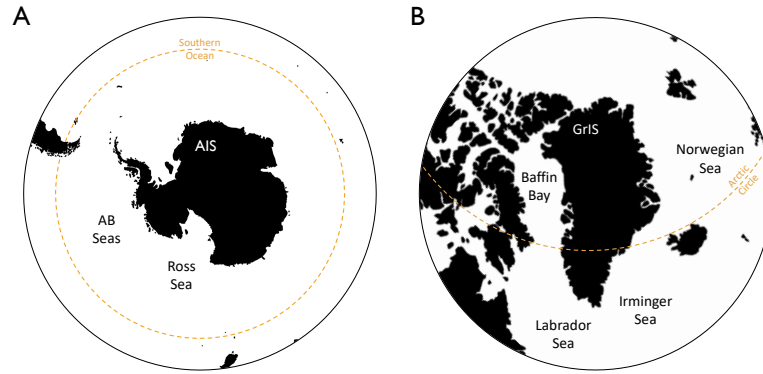 A
Southern
Ocean
AIS
AB
Seas
Ross
Sea
B
GrIS
Norwegian
Sea
Baffin
Bay
Arctic
Circle
Irminger
Sea
Labrador
Sea